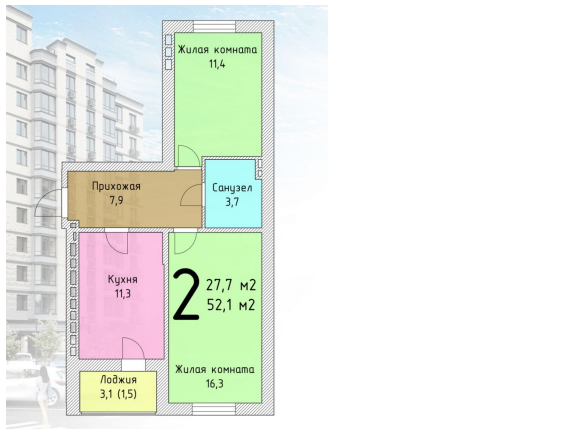 Жилая комната
11,4
Прихожая
7,9
Санузел
3,7
Кухня
11,3
2
27,7 м2
52,1 м2
Жилая комната
16,3
Лоджия
3,1 (1,5)